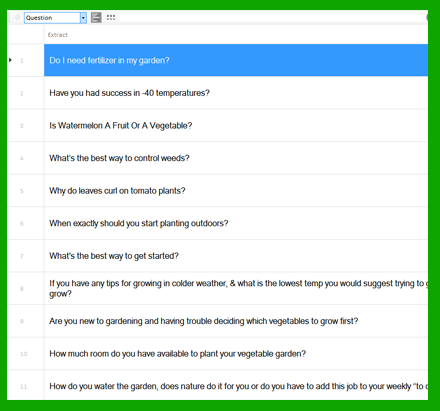 Question
Extract
1 Do I need fertilizer in my garden?
2 Have you had success in -40 temperatures?
3 Is Watermelon A Fruit Or A Vegetable?
4 What's the best way to control weeds?
5 Why do leaves curl on tomato plants?
6 When exactly should you start planting outdoors?
7 What's the best way to get started?
8 If you have any tips for growing in colder weather, & what is the lowest temp you would suggest trying to
grow?
9 Are you new to gardening and having trouble deciding which vegetables to grow first?
10 How much room do you have available to plant your vegetable garden?
11 How do you water the garden, does nature do it for you or do you have to add this job to your weekly “to